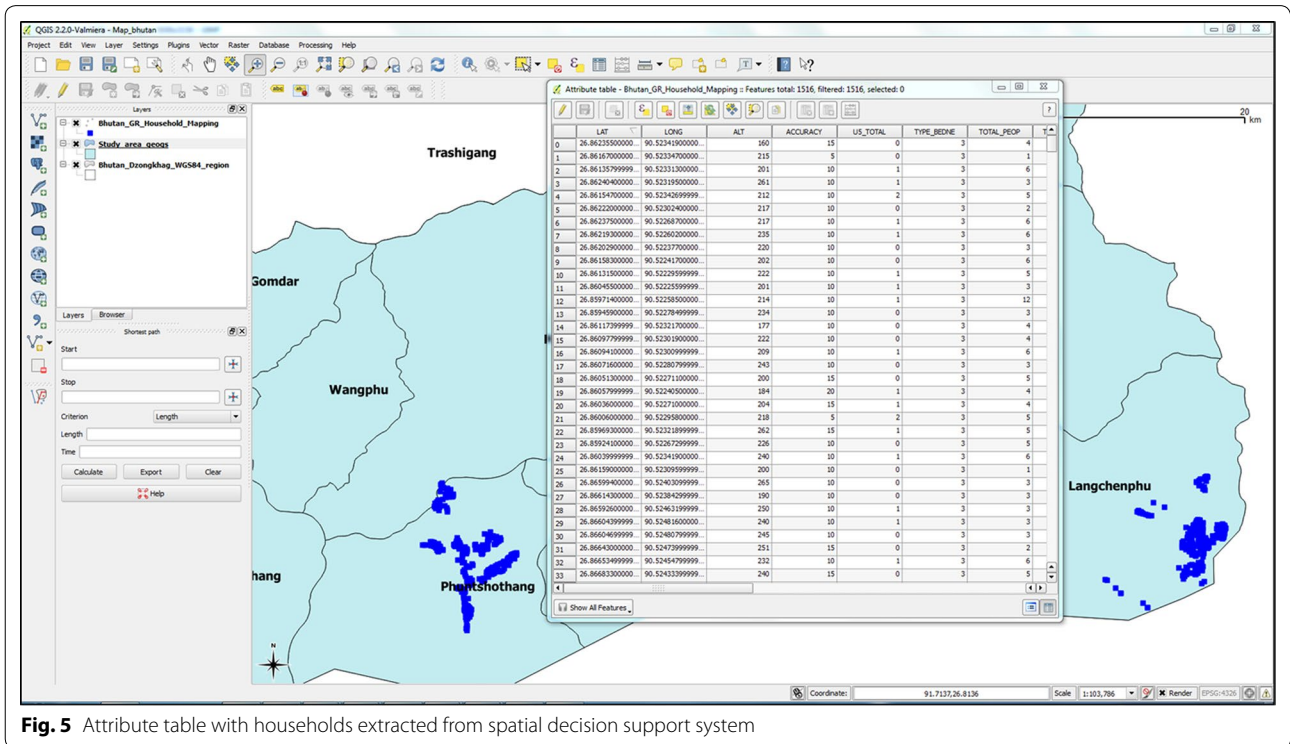 QGIS 2.2.0-Valmiera - Map_bhutan
Project Edit View Layer Settings Plugins Vector Raster Database Processing Help
Layers
Bhutan_GR_Household_Mapping
Study_area_geogs
Bhutan_Dzongkhag_WGS84_region
Layers Browser
Shortest path
Start
Stop
Criterion Length
Length
Time
Calculate Export Clear
Help
Trashigang
Gomdar
Wangphu
hang
Phuntshothang
N
Langchenphu
20
km
Attribute table - Bhutan_GR_Household_Mapping :: Features total: 1516, filtered: 1516, selected: 0
?
LAT LONG ALT ACCURACY U5_TOTAL TYPE_BEDNE TOTAL_PEOP T
0 26.86235500000... 90.52341900000... 160 15 0 3 4
1 26.86167000000... 90.52334700000... 215 5 0 3 1
2 26.86135799999... 90.52331300000... 201 10 1 3 6
3 26.86240400000... 90.52319500000... 261 10 1 3 3
4 26.86154700000... 90.52342699999... 212 10 2 3 5
5 26.86222000000... 90.52302400000... 217 10 0 3 2
6 26.86237500000... 90.52268700000... 217 10 1 3 6
7 26.86219300000... 90.52260200000... 235 10 1 3 6
8 26.86202900000... 90.52237700000... 220 10 0 3 3
9 26.86158300000... 90.52241700000... 202 10 0 3 6
10 26.86131500000... 90.52229599999... 222 10 1 3 5
11 26.86045500000... 90.52225599999... 201 10 1 3 3
12 26.85971400000... 90.52258500000... 214 10 1 3 12
13 26.85945900000... 90.52278499999... 234 10 0 3 3
14 26.86117399999... 90.52321700000... 177 10 0 3 4
15 26.86097799999... 90.52301900000... 222 10 0 3 4
16 26.86094100000... 90.52300999999... 209 10 1 3 6
17 26.86071600000... 90.52280799999... 243 10 0 3 3
18 26.86051300000... 90.52271100000... 200 15 0 3 5
19 26.86057999999... 90.52240500000... 184 20 1 3 4
20 26.86036000000... 90.52271000000... 204 15 1 3 4
21 26.86006000000... 90.52295800000... 218 5 2 3 5
22 26.85969300000... 90.52321899999... 262 15 1 3 5
23 26.85924100000... 90.52267299999... 226 10 0 3 5
24 26.86039999999... 90.52341900000... 240 10 1 3 6
25 26.86159000000... 90.52309599999... 200 10 0 3 1
26 26.86599400000... 90.52403099999... 265 10 0 3 3
27 26.86614300000... 90.52384299999... 190 10 0 3 3
28 26.86592600000... 90.52463199999... 250 10 1 3 3
29 26.86604399999... 90.52481600000... 240 10 1 3 3
30 26.86604699999... 90.52480799999... 245 10 0 3 3
31 26.86643000000... 90.52473999999... 251 15 0 3 2
32 26.86653499999... 90.52454799999... 232 10 1 3 6
33 26.86683300000... 90.52433399999... 240 15 0 3 5
Show All Features
Coordinate: 91.7137,26.8136 Scale 1:103,786 Render EPSG:4326
Fig. 5 Attribute table with households extracted from spatial decision support system